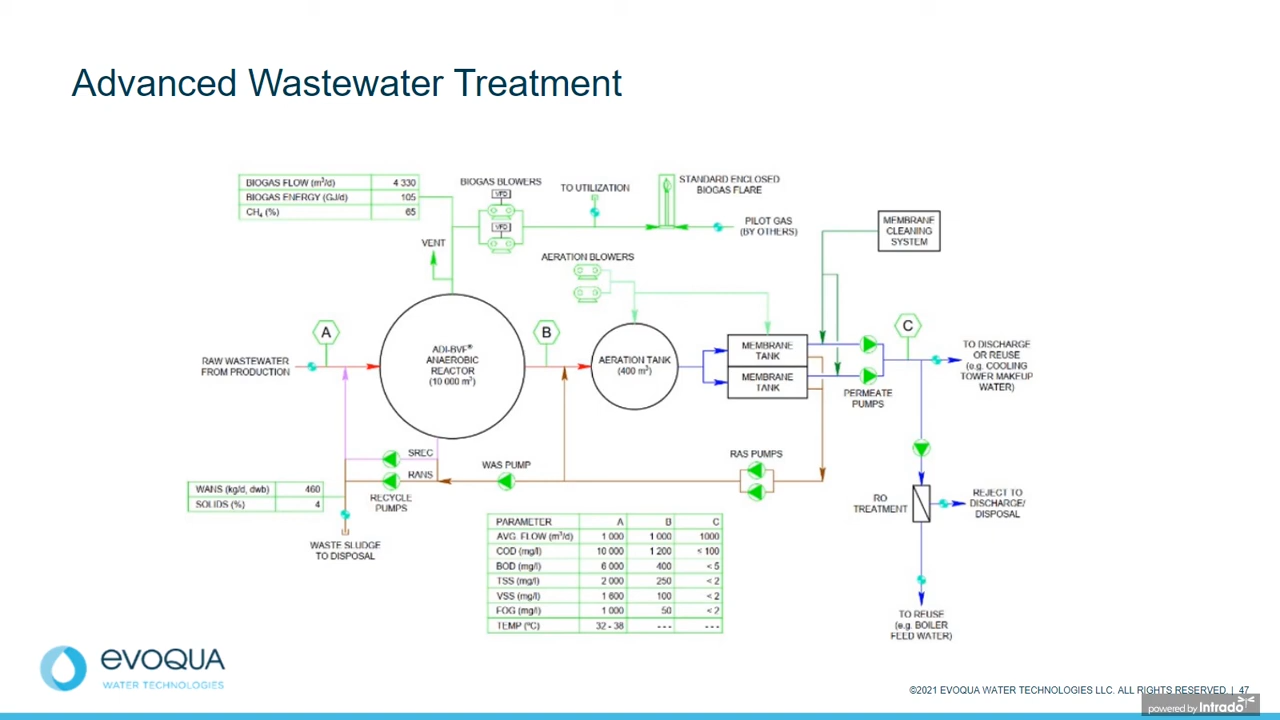 Advanced Wastewater Treatment
BIOGAS FLOW (m³/d) 4 330
BIOGAS ENERGY (GJ/d) 105
CH₄ (%) 65
BIOGAS BLOWERS
VFD
VFD
TO UTILIZATION
STANDARD ENCLOSED
BIOGAS FLARE
PILOT GAS
(BY OTHERS)
MEMBRANE
CLEANING
SYSTEM
VENT
AERATION BLOWERS
A
B
C
RAW WASTEWATER
FROM PRODUCTION
ADI-BVF®
ANAEROBIC
REACTOR
(10 000 m³)
AERATION TANK
(400 m³)
MEMBRANE
TANK
MEMBRANE
TANK
PERMEATE
PUMPS
TO DISCHARGE
OR REUSE
(e.g. COOLING
TOWER MAKEUP
WATER)
SREC
RANS
RECYCLE
PUMPS
WAS PUMP
RAS PUMPS
WANS (kg/d, dwb) 460
SOLIDS (%) 4
WASTE SLUDGE
TO DISPOSAL
RO
TREATMENT
REJECT TO
DISCHARGE/
DISPOSAL
TO REUSE
(e.g. BOILER
FEED WATER)
PARAMETER A B C
AVG. FLOW (m³/d) 1 000 1 000 1000
COD (mg/l) 10 000 1 200 < 100
BOD (mg/l) 6 000 400 < 5
TSS (mg/l) 2 000 250 < 2
VSS (mg/l) 1 600 100 < 2
FOG (mg/l) 1 000 50 < 2
TEMP (ºC) 32 - 38 - - - - - -
evoqua
WATER TECHNOLOGIES
©2021 EVOQUA WATER TECHNOLOGIES LLC. ALL RIGHTS RESERVED. | 47
powered by Intrado